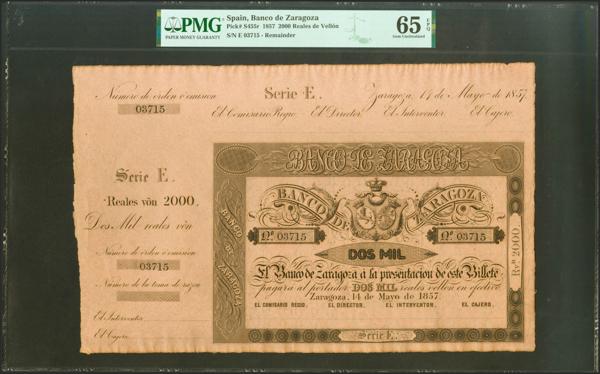 PMG
PAPER MONEY GUARANTY
Spain, Banco de Zaragoza
Pick# S455r 1857 2000 Reales de Vellón
S/N E 03715 - Remainder
65 EPQ
Gem Uncirculated
Número de orden ó emision
03715
Serie E.
Zaragoza, 14 de Mayo de 1857.
El Comisario Regio.
El Director.
El Interventor.
El Cajero.
Serie E.
Reales vön 2000.
Dos Mil reales vön
Número de orden ó emision
03715
Número de la toma de razon
El Interventor
El Cajero.
BANCO DE ZARAGOZA
BANCO DE ZARAGOZA
BANCO DE ZARAGOZA
Nº. 03715
Nº. 03715
DOS MIL
El Banco de Zaragoza á la presentacion de este Billete
pagará al portador DOS MIL reales vellon en efectivo
Zaragoza, 14 de Mayo de 1857.
EL COMISARIO REGIO.
EL DIRECTOR.
EL INTERVENTOR.
EL CAJERO.
Serie E.
Rs. 2000.